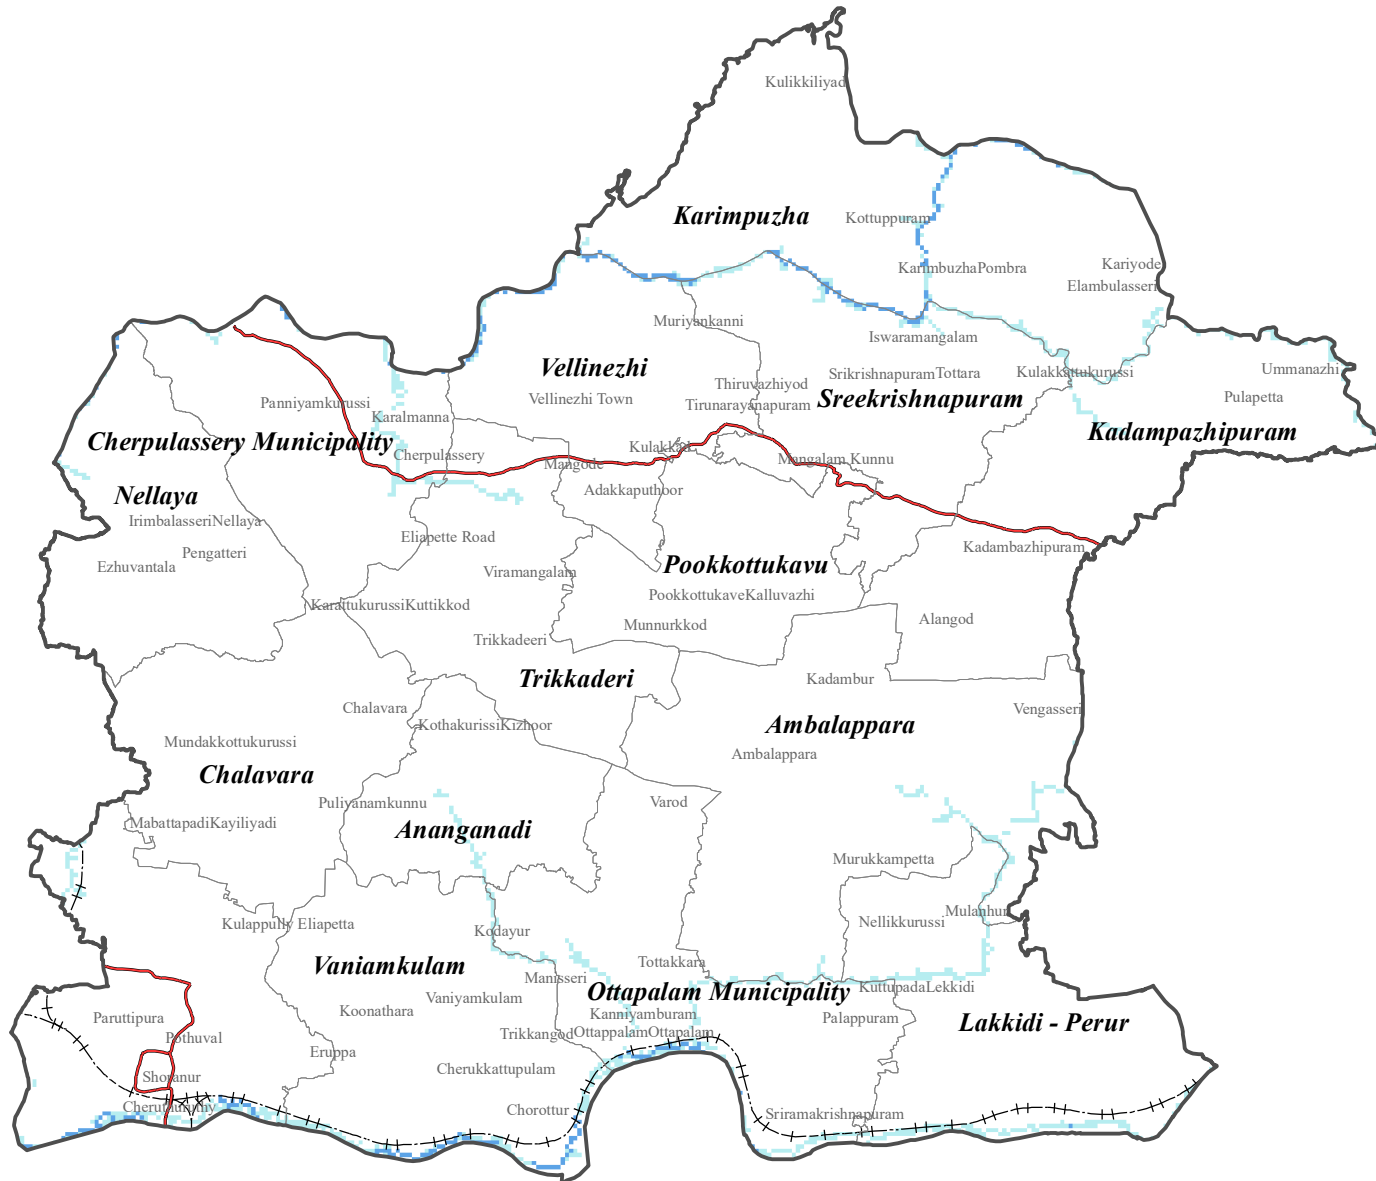 Kulikkiliyad
Karimpuzha
Kottuppuram
KarimbuzhaPombra
Kariyode
Elambulasseri
Muriyankanni
Iswaramangalam
Vellinezhi
Thiruvazhiyod
SrikrishnapuramTottara
Kulakkattukurussi
Ummanazhi
Vellinezhi Town
Tirunarayanapuram
Sreekrishnapuram
Pulapetta
Panniyamkurussi
Karalmanna
Kadampazhipuram
Cherpulassery Municipality
Cherpulassery
Mangode
Mangalam Kunnu
Nellaya
Adakkaputhoor
IrimbalasseriNellaya
Eliapette Road
Kadambazhipuram
Pengatteri
Ezhuvantala
Viramangalam
Pookkottukavu
PookkottukaveKalluvazhi
KarattukurussiKuttikkod
Munnurkkod
Alangod
Trikkadeeri
Trikkaderi
Kadambur
Chalavara
KothakurissiKizhoor
Vengasseri
Ambalappara
Mundakkottukurussi
Ambalappara
Chalavara
Puliyanamkunnu
Varod
MabattapadiKayiliyadi
Ananganadi
Murukkampetta
Kulappully Eliapetta
Kodayur
Nellikkurussi
Mulanhur
Vaniamkulam
Tottakkara
Manisseri
Ottapalam Municipality
KuttupadaLekkidi
Vaniyamkulam
Koonathara
Kanniyamburam
Palappuram
Lakkidi - Perur
Paruttipura
Pothuval
Trikkangod
OttappalamOttapalam
Eruppa
Cherukkattupulam
Shoranur
Cheruthuruthy
Chorottur
Sriramakrishnapuram